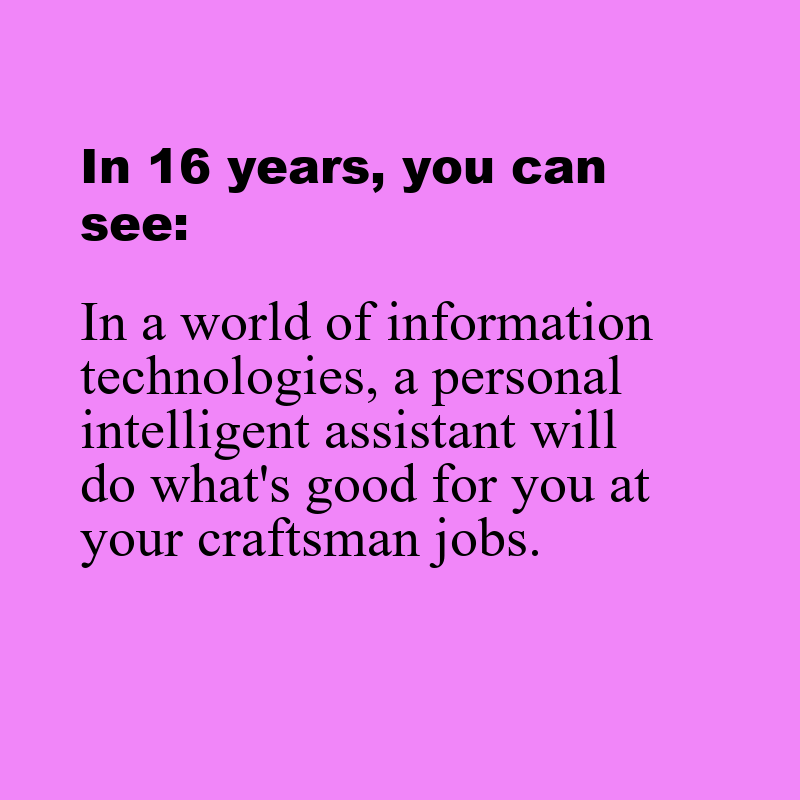 In 16 years, you can
see:
In a world of information
technologies, a personal
intelligent assistant will
do what's good for you at
your craftsman jobs.